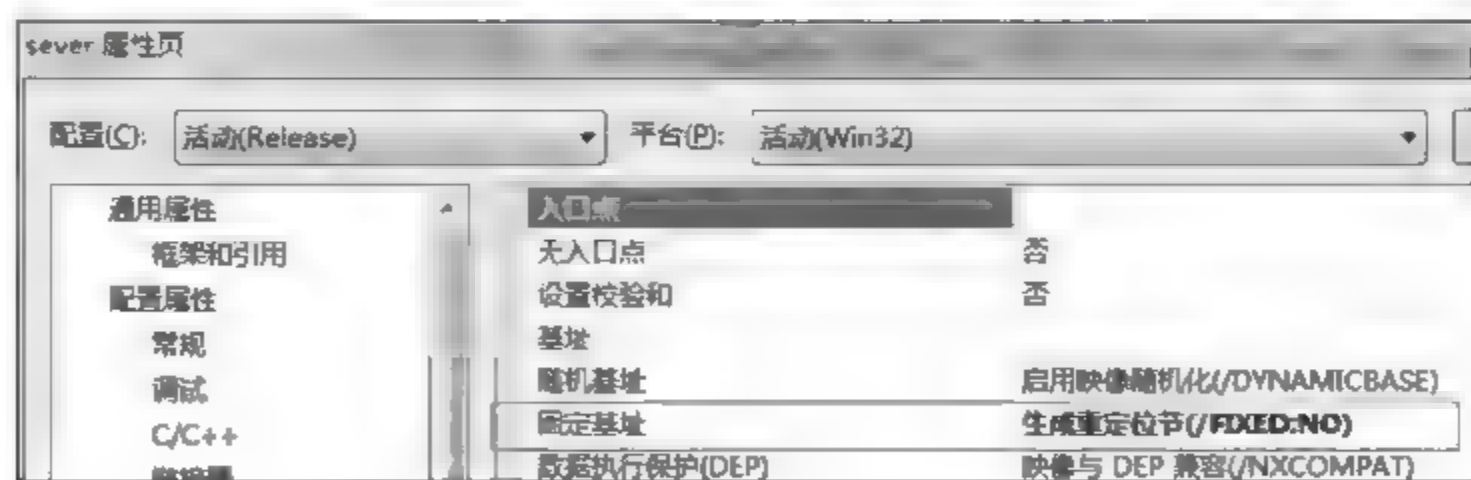 sever 属性页
配置(C): 活动(Release) 平台(P): 活动(Win32)
通用属性
框架和引用
配置属性
常规
调试
C/C++
链接器
入口点
无入口点 否
设置校验和 否
基址
随机基址 启用映像随机化(/DYNAMICBASE)
固定基址 生成重定位节(/FIXED:NO)
数据执行保护(DEP) 映像与 DEP 兼容(/NXCOMPAT)